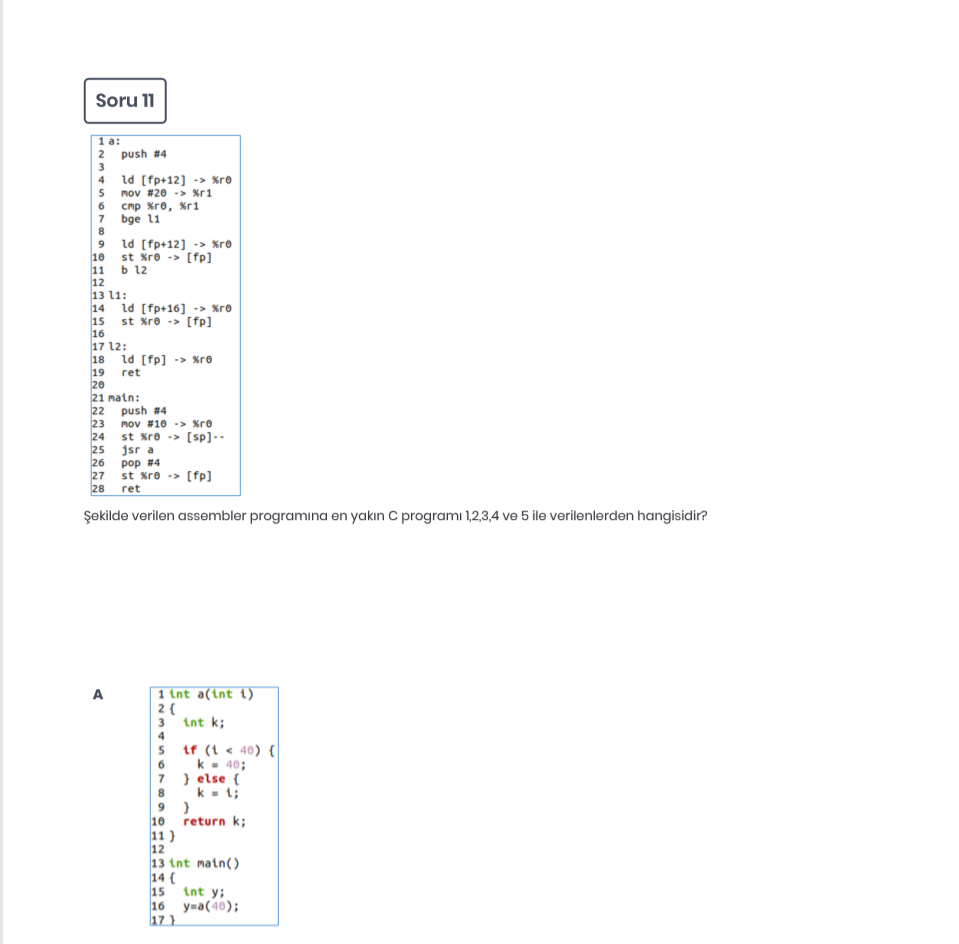 Soru 11
1 a:
2 push #4
3
4 ld [fp+12] -> %r0
5 mov #20 -> %r1
6 cmp %r0, %r1
7 bge l1
8
9 ld [fp+12] -> %r0
10 st %r0 -> [fp]
11 b l2
12
13 l1:
14 ld [fp+16] -> %r0
15 st %r0 -> [fp]
16
17 l2:
18 ld [fp] -> %r0
19 ret
20
21 main:
22 push #4
23 mov #10 -> %r0
24 st %r0 -> [sp]--
25 jsr a
26 pop #4
27 st %r0 -> [fp]
28 ret
Şekilde verilen assembler programına en yakın C programı 1,2,3,4 ve 5 ile verilenlerden hangisidir?
A
1 int a(int i)
2 {
3 int k;
4
5 if (i < 40) {
6 k = 40;
7 } else {
8 k = i;
9 }
10 return k;
11 }
12
13 int main()
14 {
15 int y;
16 y=a(40);
17 }